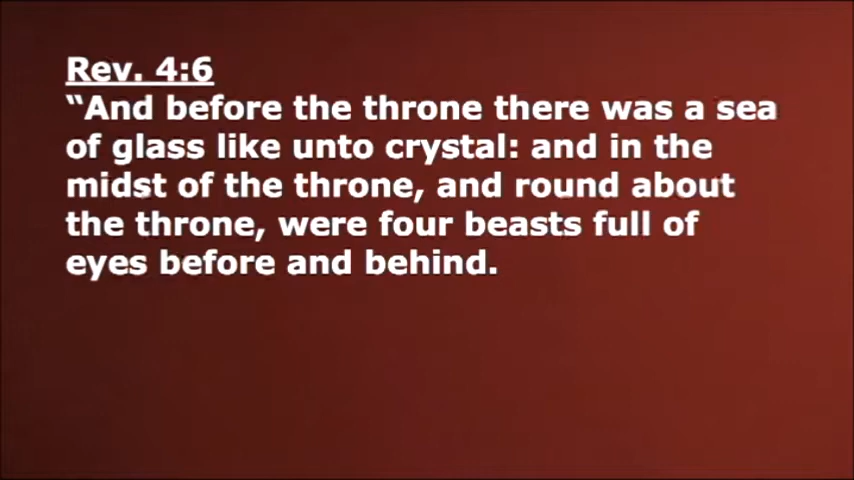 Rev. 4:6
“And before the throne there was a sea
of glass like unto crystal: and in the
midst of the throne, and round about
the throne, were four beasts full of
eyes before and behind.